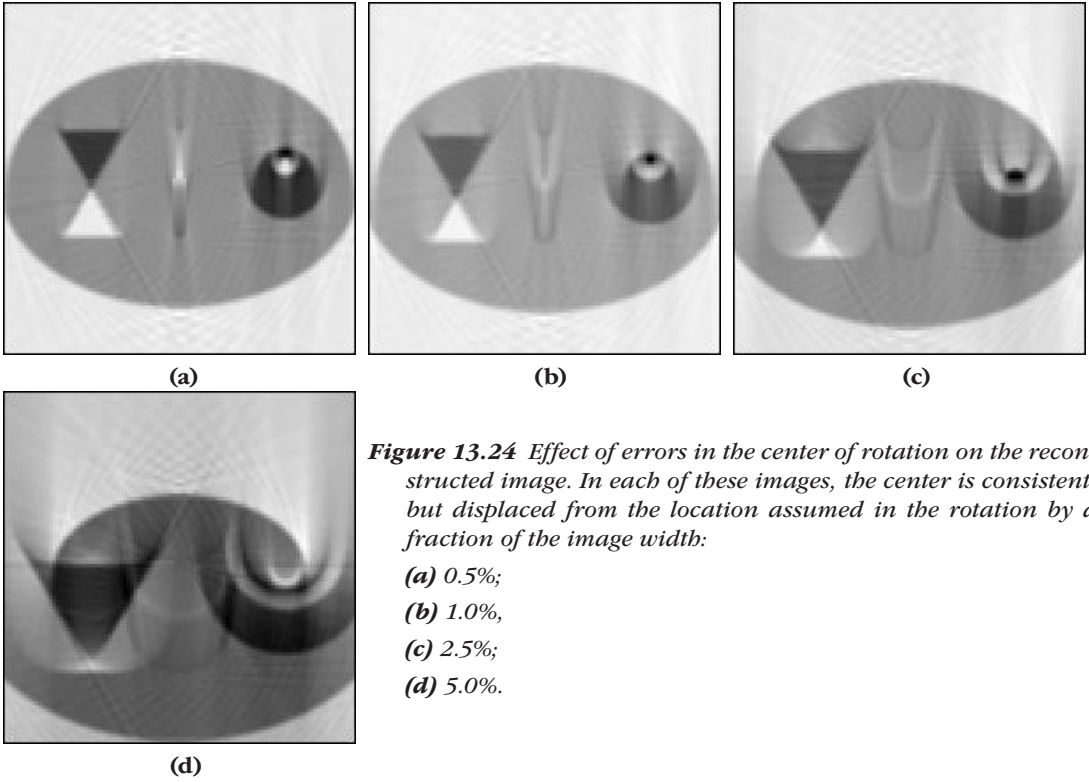 (a)
(b)
(c)
Figure 13.24 Effect of errors in the center of rotation on the recon
structed image. In each of these images, the center is consistent
but displaced from the location assumed in the rotation by a
fraction of the image width:
(a) 0.5%;
(b) 1.0%,
(c) 2.5%;
(d) 5.0%.
(d)